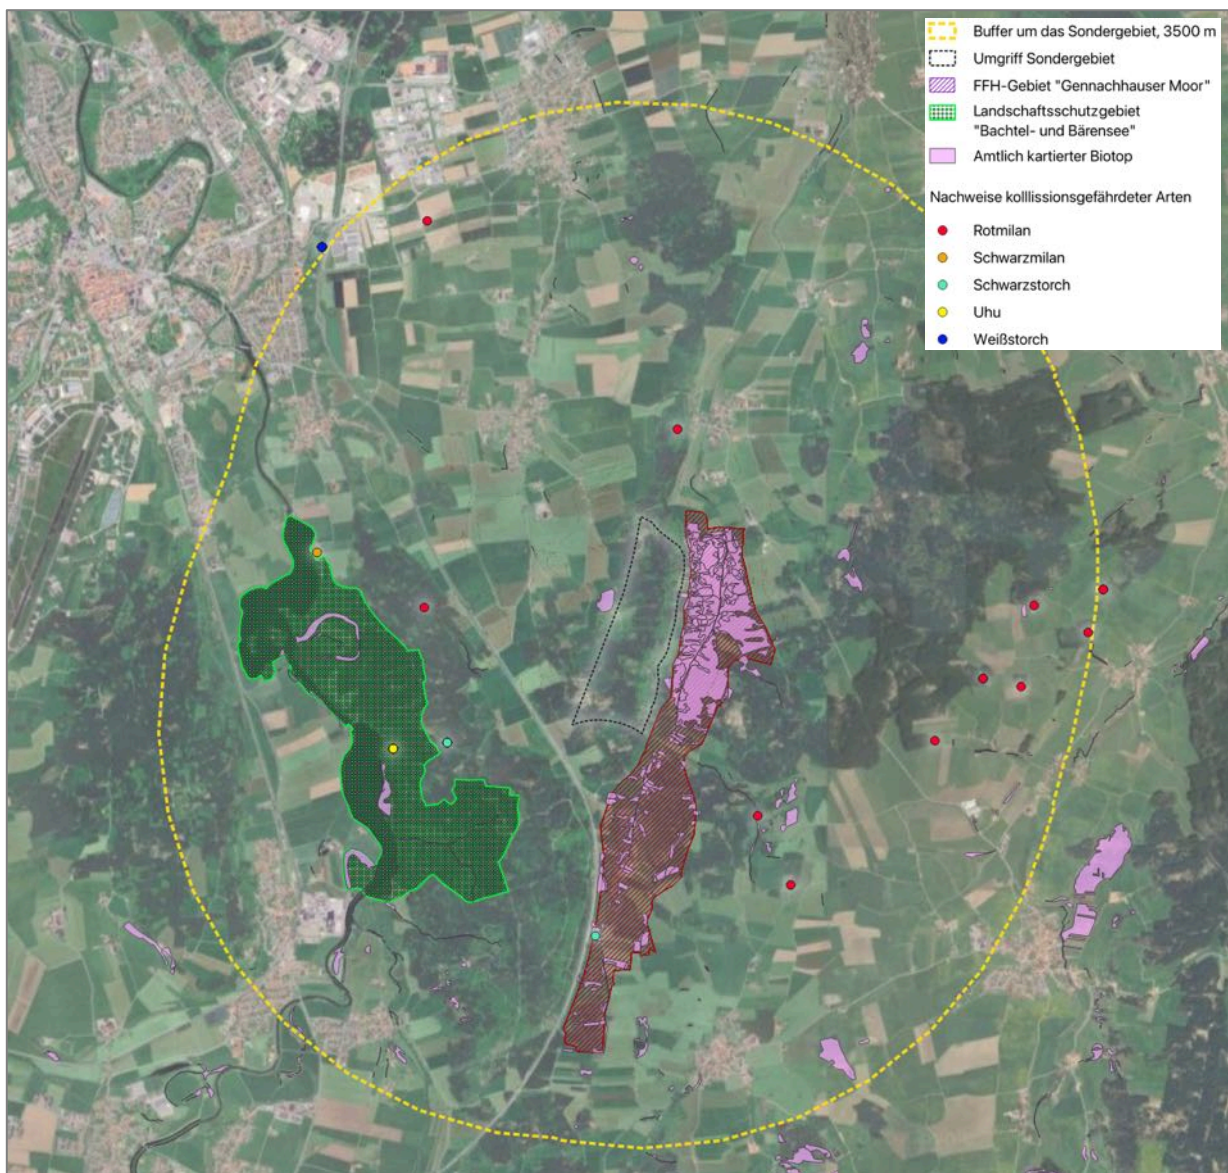 Buffer um das Sondergebiet, 3500 m
Umgriff Sondergebiet
FFH-Gebiet "Gennachhauser Moor"
Landschaftsschutzgebiet
"Bachtel- und Bärensee"
Amtlich kartierter Biotop
Nachweise kolllissionsgefährdeter Arten
Rotmilan
Schwarzmilan
Schwarzstorch
Uhu
Weißstorch